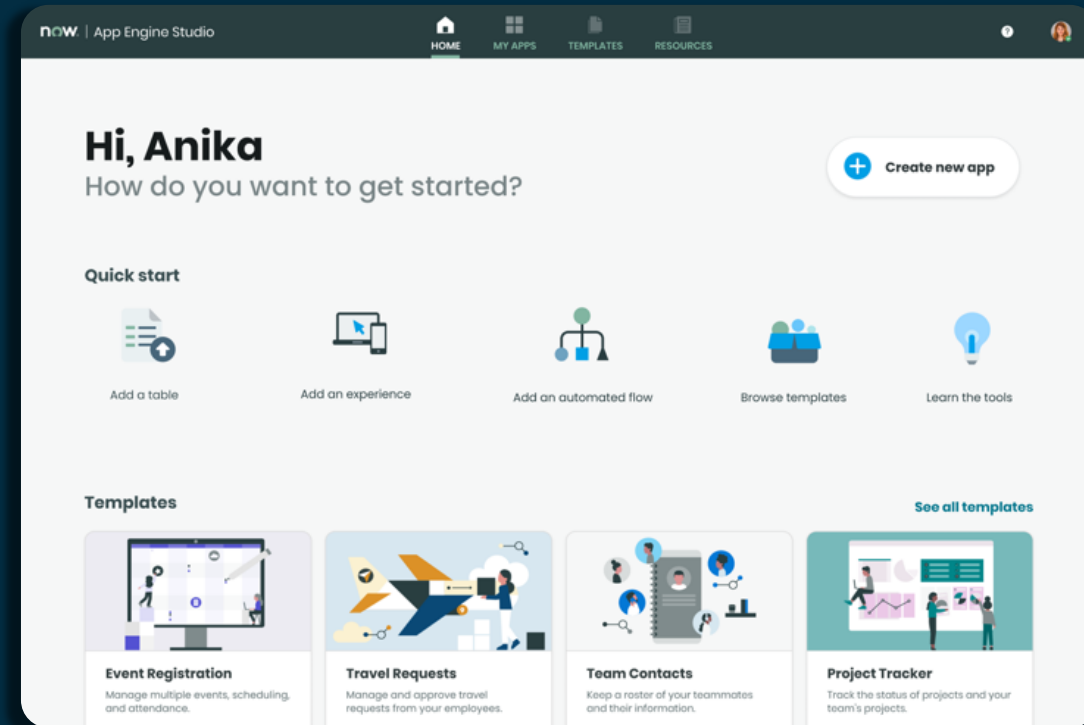 now. | App Engine Studio
HOME
MY APPS
TEMPLATES
RESOURCES
?
Hi, Anika
How do you want to get started?
Create new app
Quick start
Add a table
Add an experience
Add an automated flow
Browse templates
Learn the tools
Templates
See all templates
Event Registration
Manage multiple events, scheduling,
and attendance.
Travel Requests
Manage and approve travel
requests from your employees.
Team Contacts
Keep a roster of your teammates
and their information.
Project Tracker
Track the status of projects and your
team's projects.